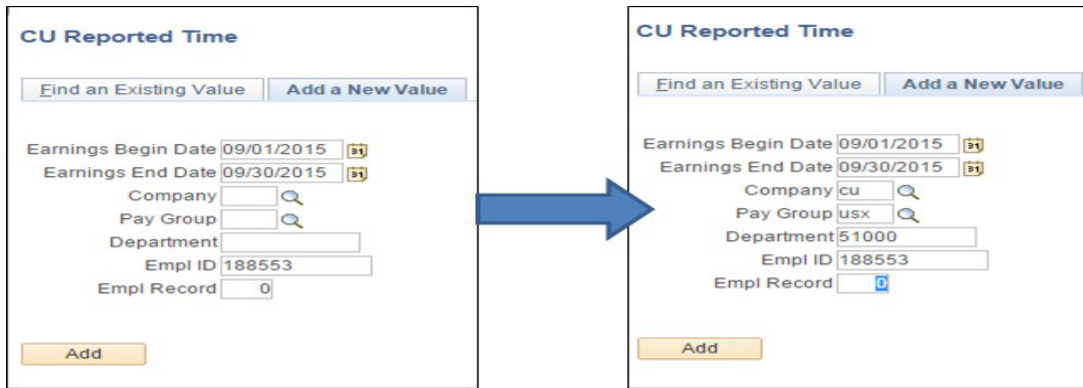 CU Reported Time
Find an Existing Value
Add a New Value
Earnings Begin Date 09/01/2015
Earnings End Date 09/30/2015
Company
Pay Group
Department
Empl ID 188553
Empl Record 0
Add
CU Reported Time
Find an Existing Value
Add a New Value
Earnings Begin Date 09/01/2015
Earnings End Date 09/30/2015
Company cu
Pay Group usx
Department 51000
Empl ID 188553
Empl Record 0
Add